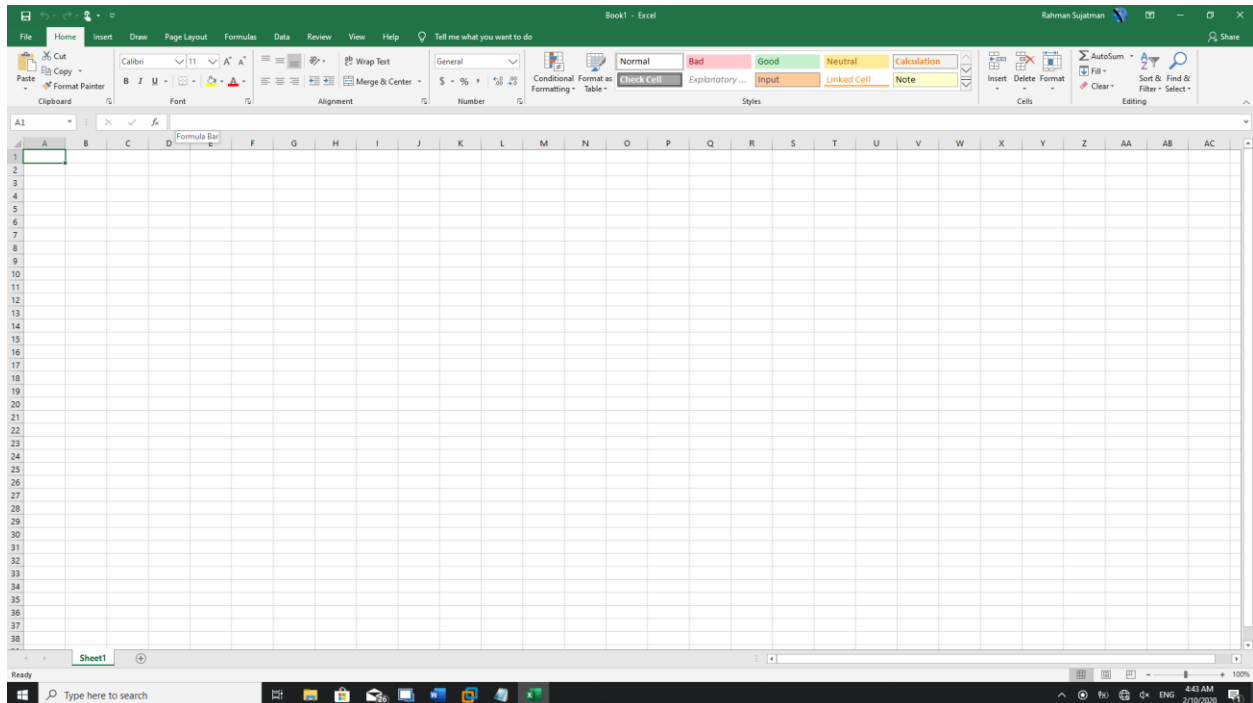 Book1 - Excel
Rahman Sujatman
File Home Insert Draw Page Layout Formulas Data Review View Help Tell me what you want to do
Share
Paste
Cut
Copy
Format Painter
Clipboard
Calibri 11 A A
B I U A
Font
Wrap Text
Merge & Center
Alignment
General
$ % ,
Number
Conditional Formatting
Format as Table
Normal Bad Good Neutral Calculation
Check Cell Explanatory ... Input Linked Cell Note
Styles
Insert Delete Format
Cells
AutoSum
Fill
Clear
Sort & Filter
Find & Select
Editing
A1 fx
Formula Bar
A B C D E F G H I J K L M N O P Q R S T U V W X Y Z AA AB AC
1
2
3
4
5
6
7
8
9
10
11
12
13
14
15
16
17
18
19
20
21
22
23
24
25
26
27
28
29
30
31
32
33
34
35
36
37
38
Sheet1
Ready
100%
Type here to search
26
ENG
4:43 AM
2/10/2020